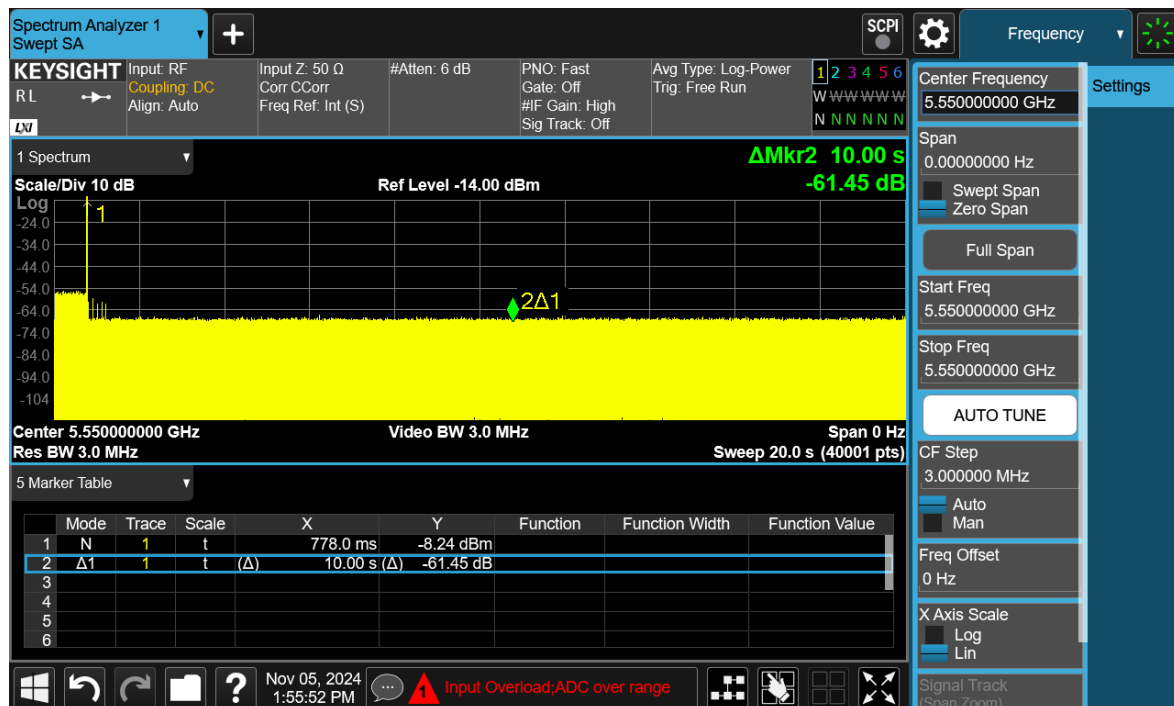 Spectrum Analyzer 1
Swept SA
+
SCPI
Frequency
KEYSIGHT
RL
LXI
Input: RF
Coupling: DC
Align: Auto
Input Z: 50 Ω
Corr CCorr
Freq Ref: Int (S)
#Atten: 6 dB
PNO: Fast
Gate: Off
#IF Gain: High
Sig Track: Off
Avg Type: Log-Power
Trig: Free Run
1 2 3 4 5 6
W W W W W W
N N N N N N
1 Spectrum
ΔMkr2 10.00 s
-61.45 dB
Scale/Div 10 dB
Ref Level -14.00 dBm
Log
-24.0
-34.0
-44.0
-54.0
-64.0
-74.0
-84.0
-94.0
-104
1
2Δ1
Center 5.550000000 GHz
Video BW 3.0 MHz
Span 0 Hz
Res BW 3.0 MHz
Sweep 20.0 s (40001 pts)
5 Marker Table
Mode Trace Scale X Y Function Function Width Function Value
1 N 1 t 778.0 ms -8.24 dBm
2 Δ1 1 t (Δ) 10.00 s (Δ) -61.45 dB
3
4
5
6
Nov 05, 2024
1:55:52 PM
?
1
Input Overload;ADC over range
Center Frequency
5.550000000 GHz
Span
0.00000000 Hz
Swept Span
Zero Span
Full Span
Start Freq
5.550000000 GHz
Stop Freq
5.550000000 GHz
AUTO TUNE
CF Step
3.000000 MHz
Auto
Man
Freq Offset
0 Hz
X Axis Scale
Log
Lin
Signal Track
(Span Zoom)
Settings